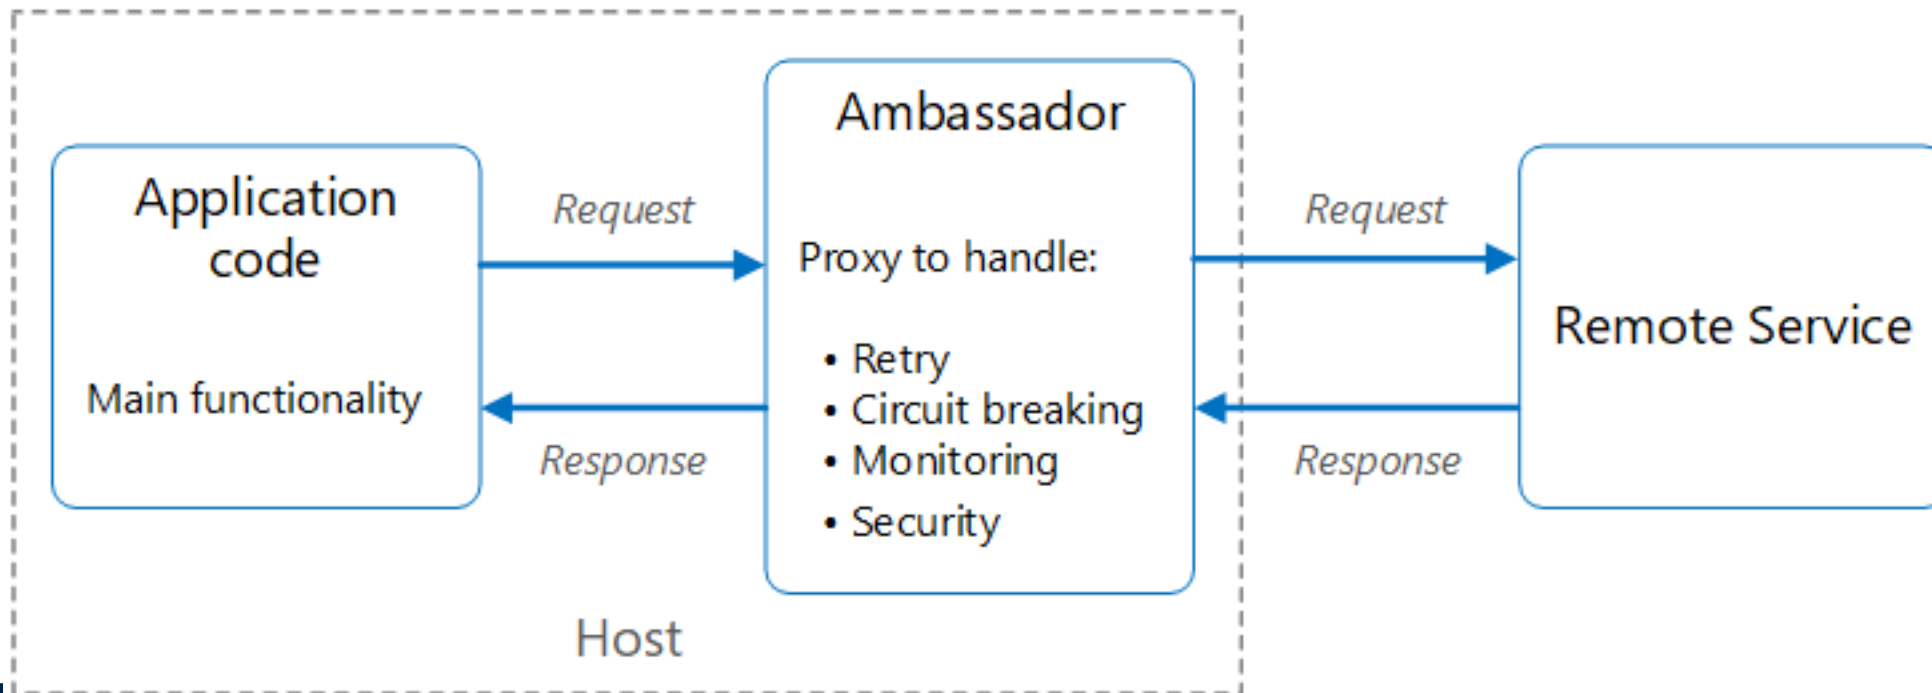 Application
code
Main functionality
Request
Response
Ambassador
Proxy to handle:
• Retry
• Circuit breaking
• Monitoring
• Security
Request
Response
Remote Service
Host